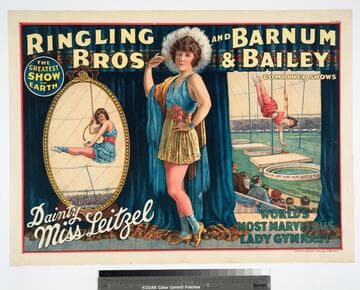 RINGLING BROS AND BARNUM & BAILEY
THE GREATEST SHOW ON EARTH
COMBINED SHOWS
Dainty Miss Leitzel
WORLD'S
MOST MARVELOUS
LADY GYMNAST
KODAK Color Control Patches